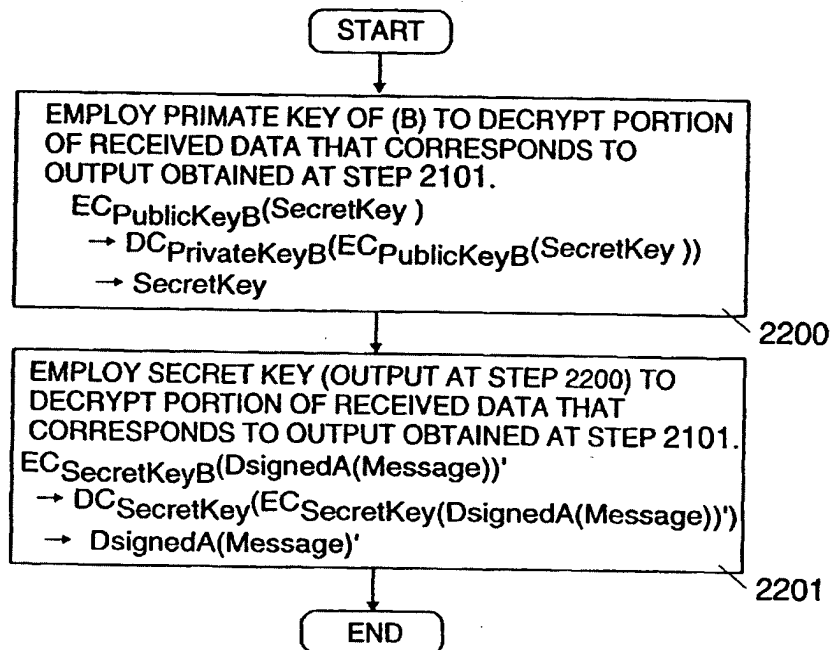 START
EMPLOY PRIMATE KEY OF (B) TO DECRYPT PORTION
OF RECEIVED DATA THAT CORRESPONDS TO
OUTPUT OBTAINED AT STEP 2101.
ECPublicKeyB(SecretKey )
→ DCPrivateKeyB(ECPublicKeyB(SecretKey ))
→ SecretKey
2200
EMPLOY SECRET KEY (OUTPUT AT STEP 2200) TO
DECRYPT PORTION OF RECEIVED DATA THAT
CORRESPONDS TO OUTPUT OBTAINED AT STEP 2101.
ECSecretKeyB(DsignedA(Message))'
→ DCSecretKey(ECSecretKey(DsignedA(Message))')
→ DsignedA(Message)'
2201
END